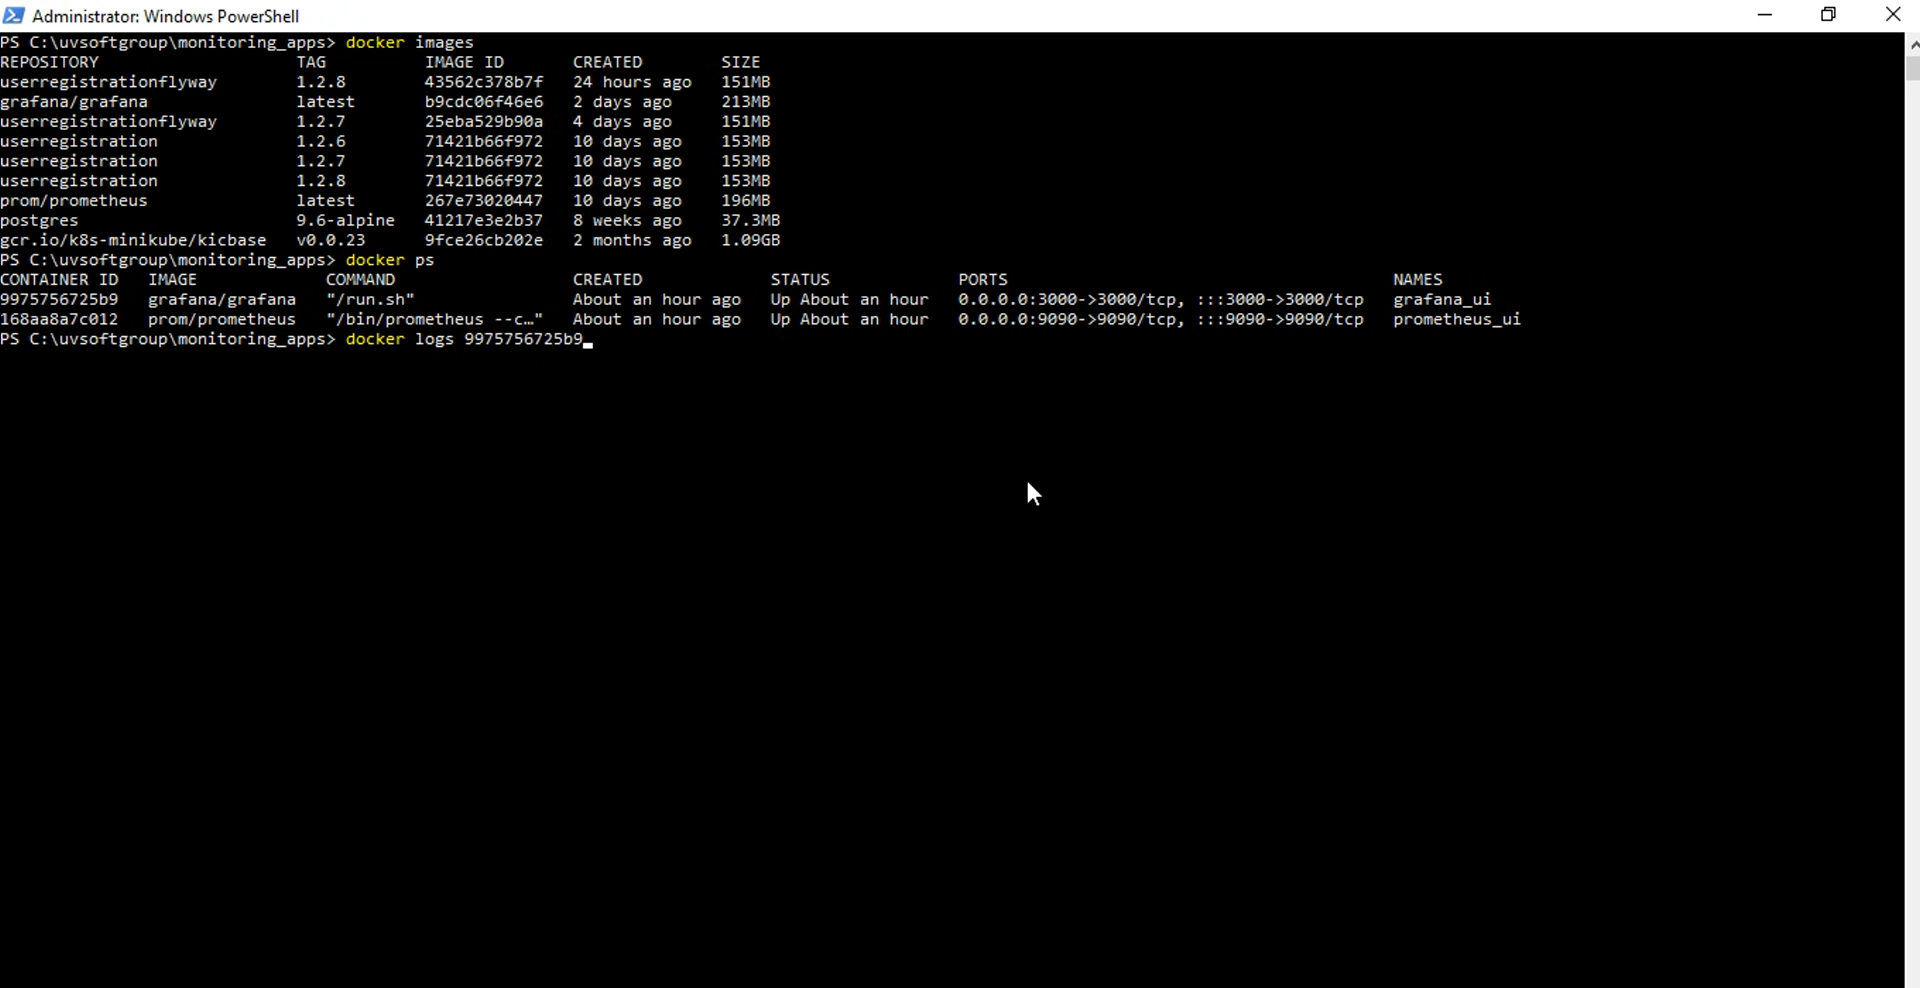 Administrator: Windows PowerShell
PS C:\uvsoftgroup\monitoring_apps> docker images
REPOSITORY TAG IMAGE ID CREATED SIZE
userregistrationflyway 1.2.8 43562c378b7f 24 hours ago 151MB
grafana/grafana latest b9cdc06f46e6 2 days ago 213MB
userregistrationflyway 1.2.7 25eba529b90a 4 days ago 151MB
userregistration 1.2.6 71421b66f972 10 days ago 153MB
userregistration 1.2.7 71421b66f972 10 days ago 153MB
userregistration 1.2.8 71421b66f972 10 days ago 153MB
prom/prometheus latest 267e73020447 10 days ago 196MB
postgres 9.6-alpine 41217e3e2b37 8 weeks ago 37.3MB
gcr.io/k8s-minikube/kicbase v0.0.23 9fce26cb202e 2 months ago 1.09GB
PS C:\uvsoftgroup\monitoring_apps> docker ps
CONTAINER ID IMAGE COMMAND CREATED STATUS PORTS NAMES
9975756725b9 grafana/grafana "/run.sh" About an hour ago Up About an hour 0.0.0.0:3000->3000/tcp, :::3000->3000/tcp grafana_ui
168aa8a7c012 prom/prometheus "/bin/prometheus --c…" About an hour ago Up About an hour 0.0.0.0:9090->9090/tcp, :::9090->9090/tcp prometheus_ui
PS C:\uvsoftgroup\monitoring_apps> docker logs 9975756725b9